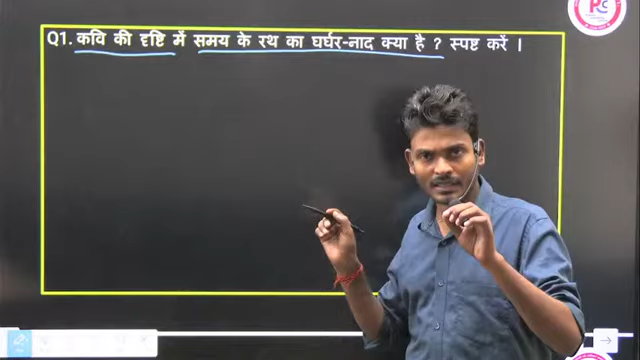 Q1. कवि की दृष्टि में समय के रथ का घर्घर-नाद क्या है ? स्पष्ट करें ।